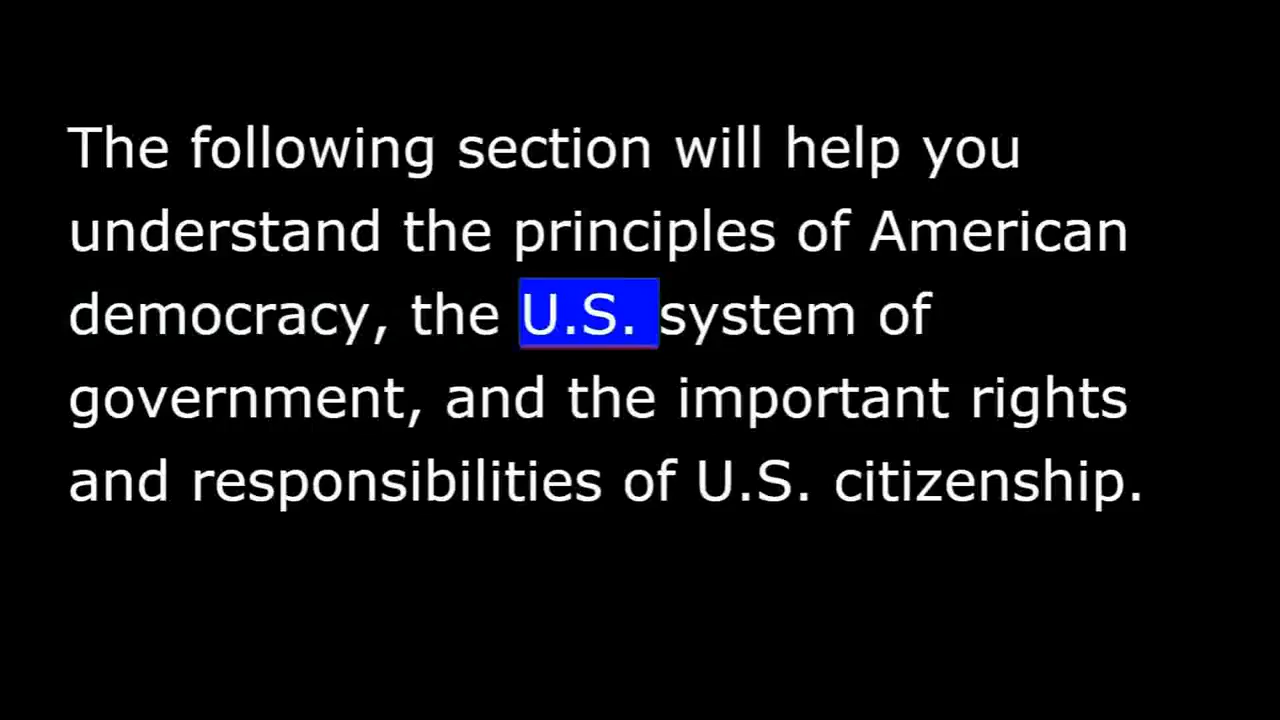 The following section will help you
understand the principles of American
democracy, the U.S. system of
government, and the important rights
and responsibilities of U.S. citizenship.